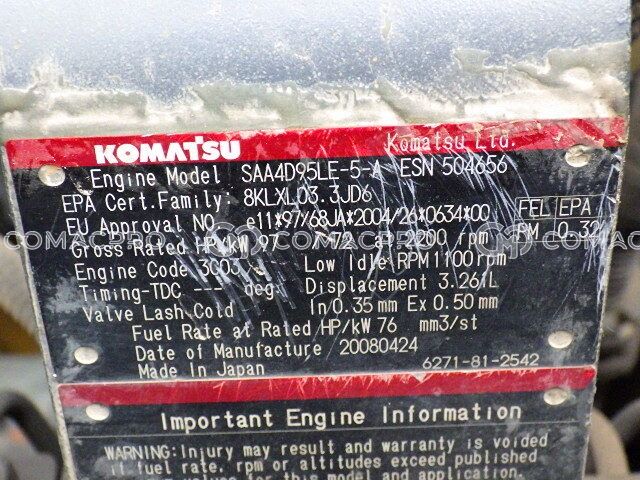 KOMATSU Komatsu Ltd.
Engine Model SAA4D95LE-5-A ESN 504656
EPA Cert.Family: 8KLXL03.3JD6
EU Approval NO. e11*97/68JA*2004/26*0634*00
FEL EPA
PM 0.32
Gross Rated HP/kW 97 /72 at 2200 rpm
Engine Code 3C03 Low Idle RPM 1100rpm
Timing-TDC --- deg. Displacement 3.26 L
Valve Lash Cold In 0.35 mm Ex 0.50 mm
Fuel Rate at Rated HP/kW 76 mm3/st
Date of Manufacture 20080424
Made In Japan 6271-81-2542
Important Engine Information
WARNING: Injury may result and warranty is voided
if fuel rate, rpm or altitudes exceed published
COMACPRO